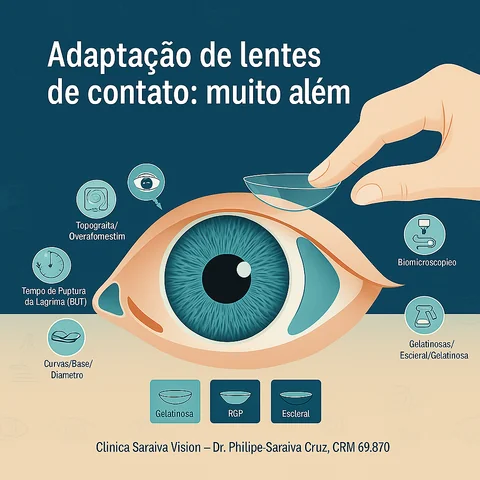 Adaptação de lentes
de contato: muito além
Topograita/
Overafomestim
Tempo de Puptura
da Lagrima (BUT)
Curvas/Base/
Diametro
Biomicroscopieo
Gelatinosas/
Escieral/Gelatinosa
Gelatinosa
RGP
Escleral
Clinica Saraiva Vision – Dr. Philipe-Saraiva Cruz, CRM 69.870